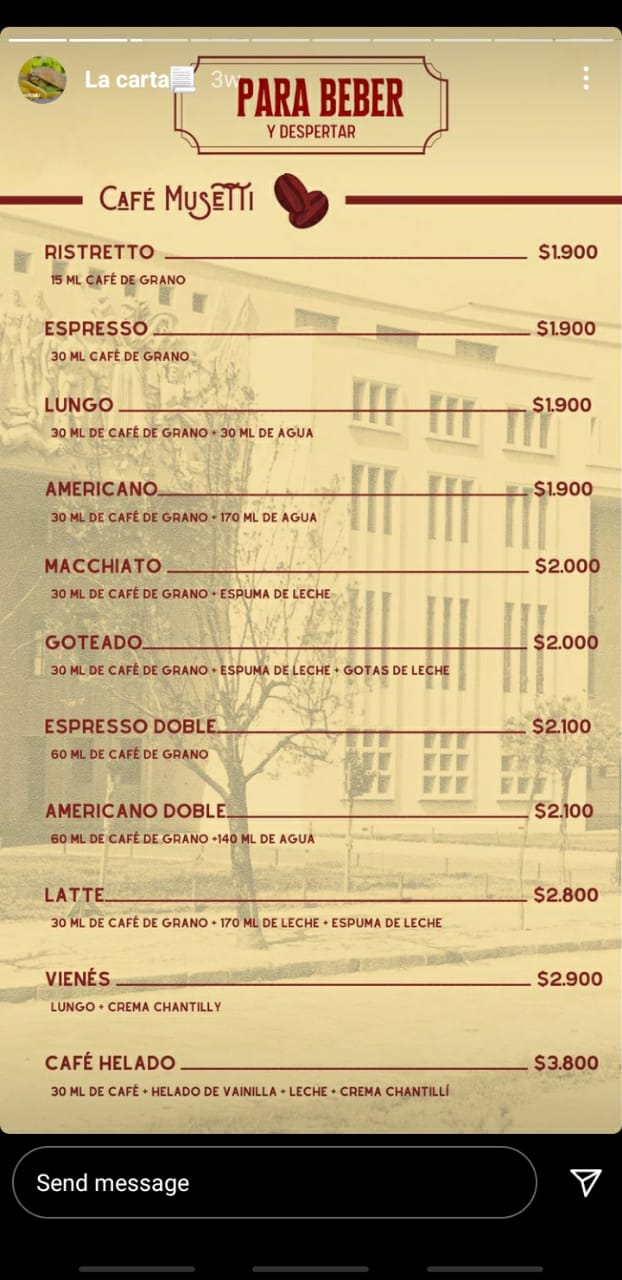 La carta📃 3w
PARA BEBER
Y DESPERTAR
CAFÉ MUSETTI
RISTRETTO $1.900
15 ML CAFÉ DE GRANO
ESPRESSO $1.900
30 ML CAFÉ DE GRANO
LUNGO $1.900
30 ML DE CAFÉ DE GRANO + 30 ML DE AGUA
AMERICANO $1.900
30 ML DE CAFÉ DE GRANO + 170 ML DE AGUA
MACCHIATO $2.000
30 ML DE CAFÉ DE GRANO + ESPUMA DE LECHE
GOTEADO $2.000
30 ML DE CAFÉ DE GRANO + ESPUMA DE LECHE + GOTAS DE LECHE
ESPRESSO DOBLE $2.100
60 ML DE CAFÉ DE GRANO
AMERICANO DOBLE $2.100
60 ML DE CAFÉ DE GRANO +140 ML DE AGUA
LATTE $2.800
30 ML DE CAFÉ DE GRANO + 170 ML DE LECHE + ESPUMA DE LECHE
VIENÉS $2.900
LUNGO + CREMA CHANTILLY
CAFÉ HELADO $3.800
30 ML DE CAFÉ + HELADO DE VAINILLA + LECHE + CREMA CHANTILLÍ
Send message